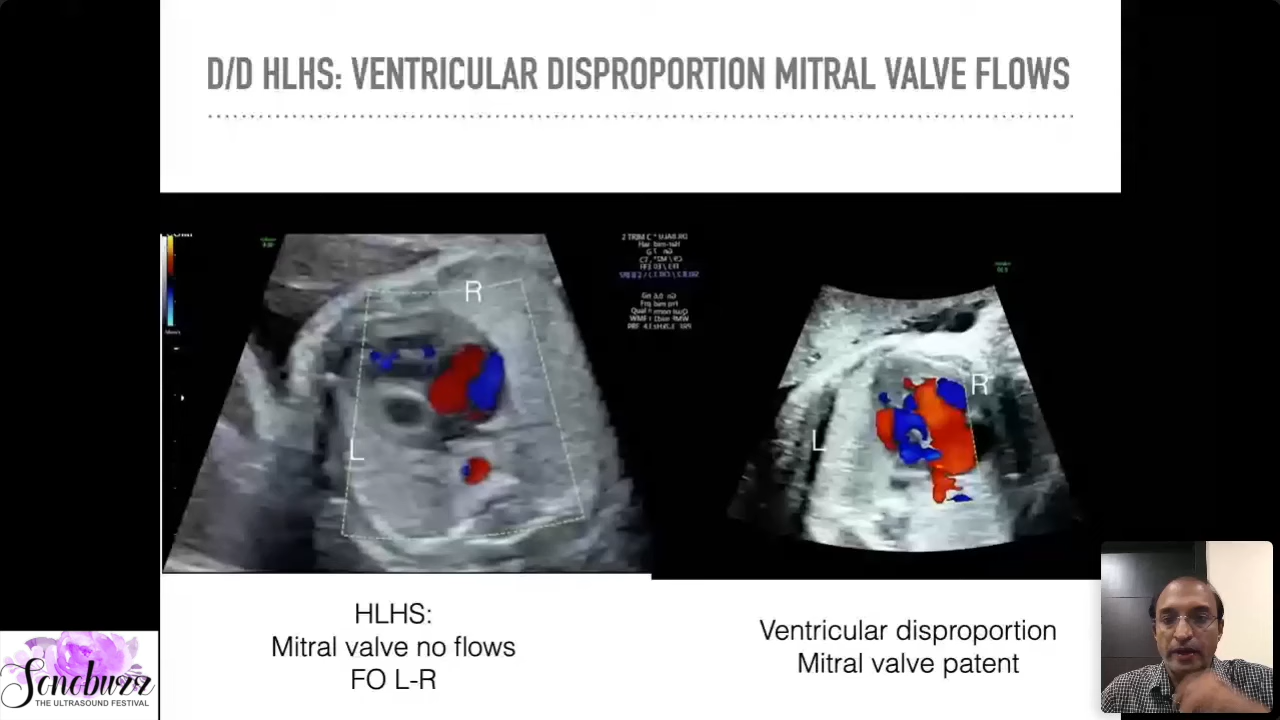 D/D HLHS: VENTRICULAR DISPROPORTION MITRAL VALVE FLOWS
R
L
R
L
HLHS:
Mitral valve no flows
FO L-R
Ventricular disproportion
Mitral valve patent
Sonobuzz
THE ULTRASOUND FESTIVAL